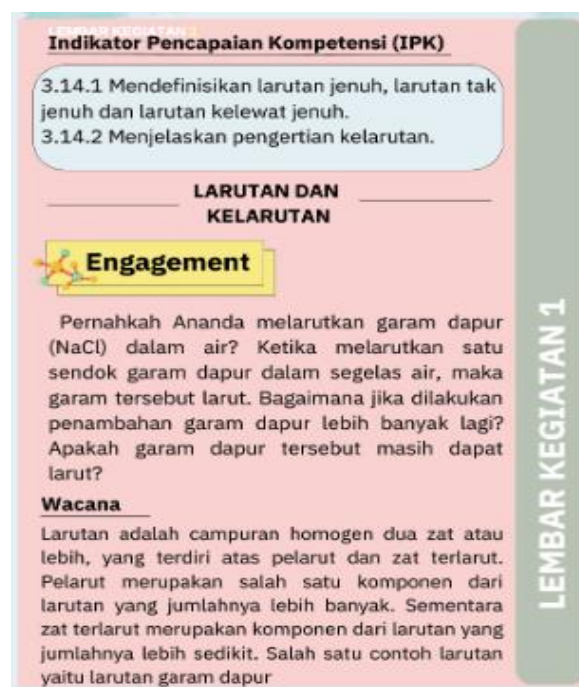 LEMBAR KEGIATAN
Indikator Pencapaian Kompetensi (IPK)
3.14.1 Mendefinisikan larutan jenuh, larutan tak
jenuh dan larutan kelewat jenuh.
3.14.2 Menjelaskan pengertian kelarutan.
LARUTAN DAN
KELARUTAN
Engagement
Pernahkah Ananda melarutkan garam dapur
(NaCl) dalam air? Ketika melarutkan satu
sendok garam dapur dalam segelas air, maka
garam tersebut larut. Bagaimana jika dilakukan
penambahan garam dapur lebih banyak lagi?
Apakah garam dapur tersebut masih dapat
larut?
Wacana
Larutan adalah campuran homogen dua zat atau
lebih, yang terdiri atas pelarut dan zat terlarut.
Pelarut merupakan salah satu komponen dari
larutan yang jumlahnya lebih banyak. Sementara
zat terlarut merupakan komponen dari larutan yang
jumlahnya lebih sedikit. Salah satu contoh larutan
yaitu larutan garam dapur
LEMBAR KEGIATAN 1